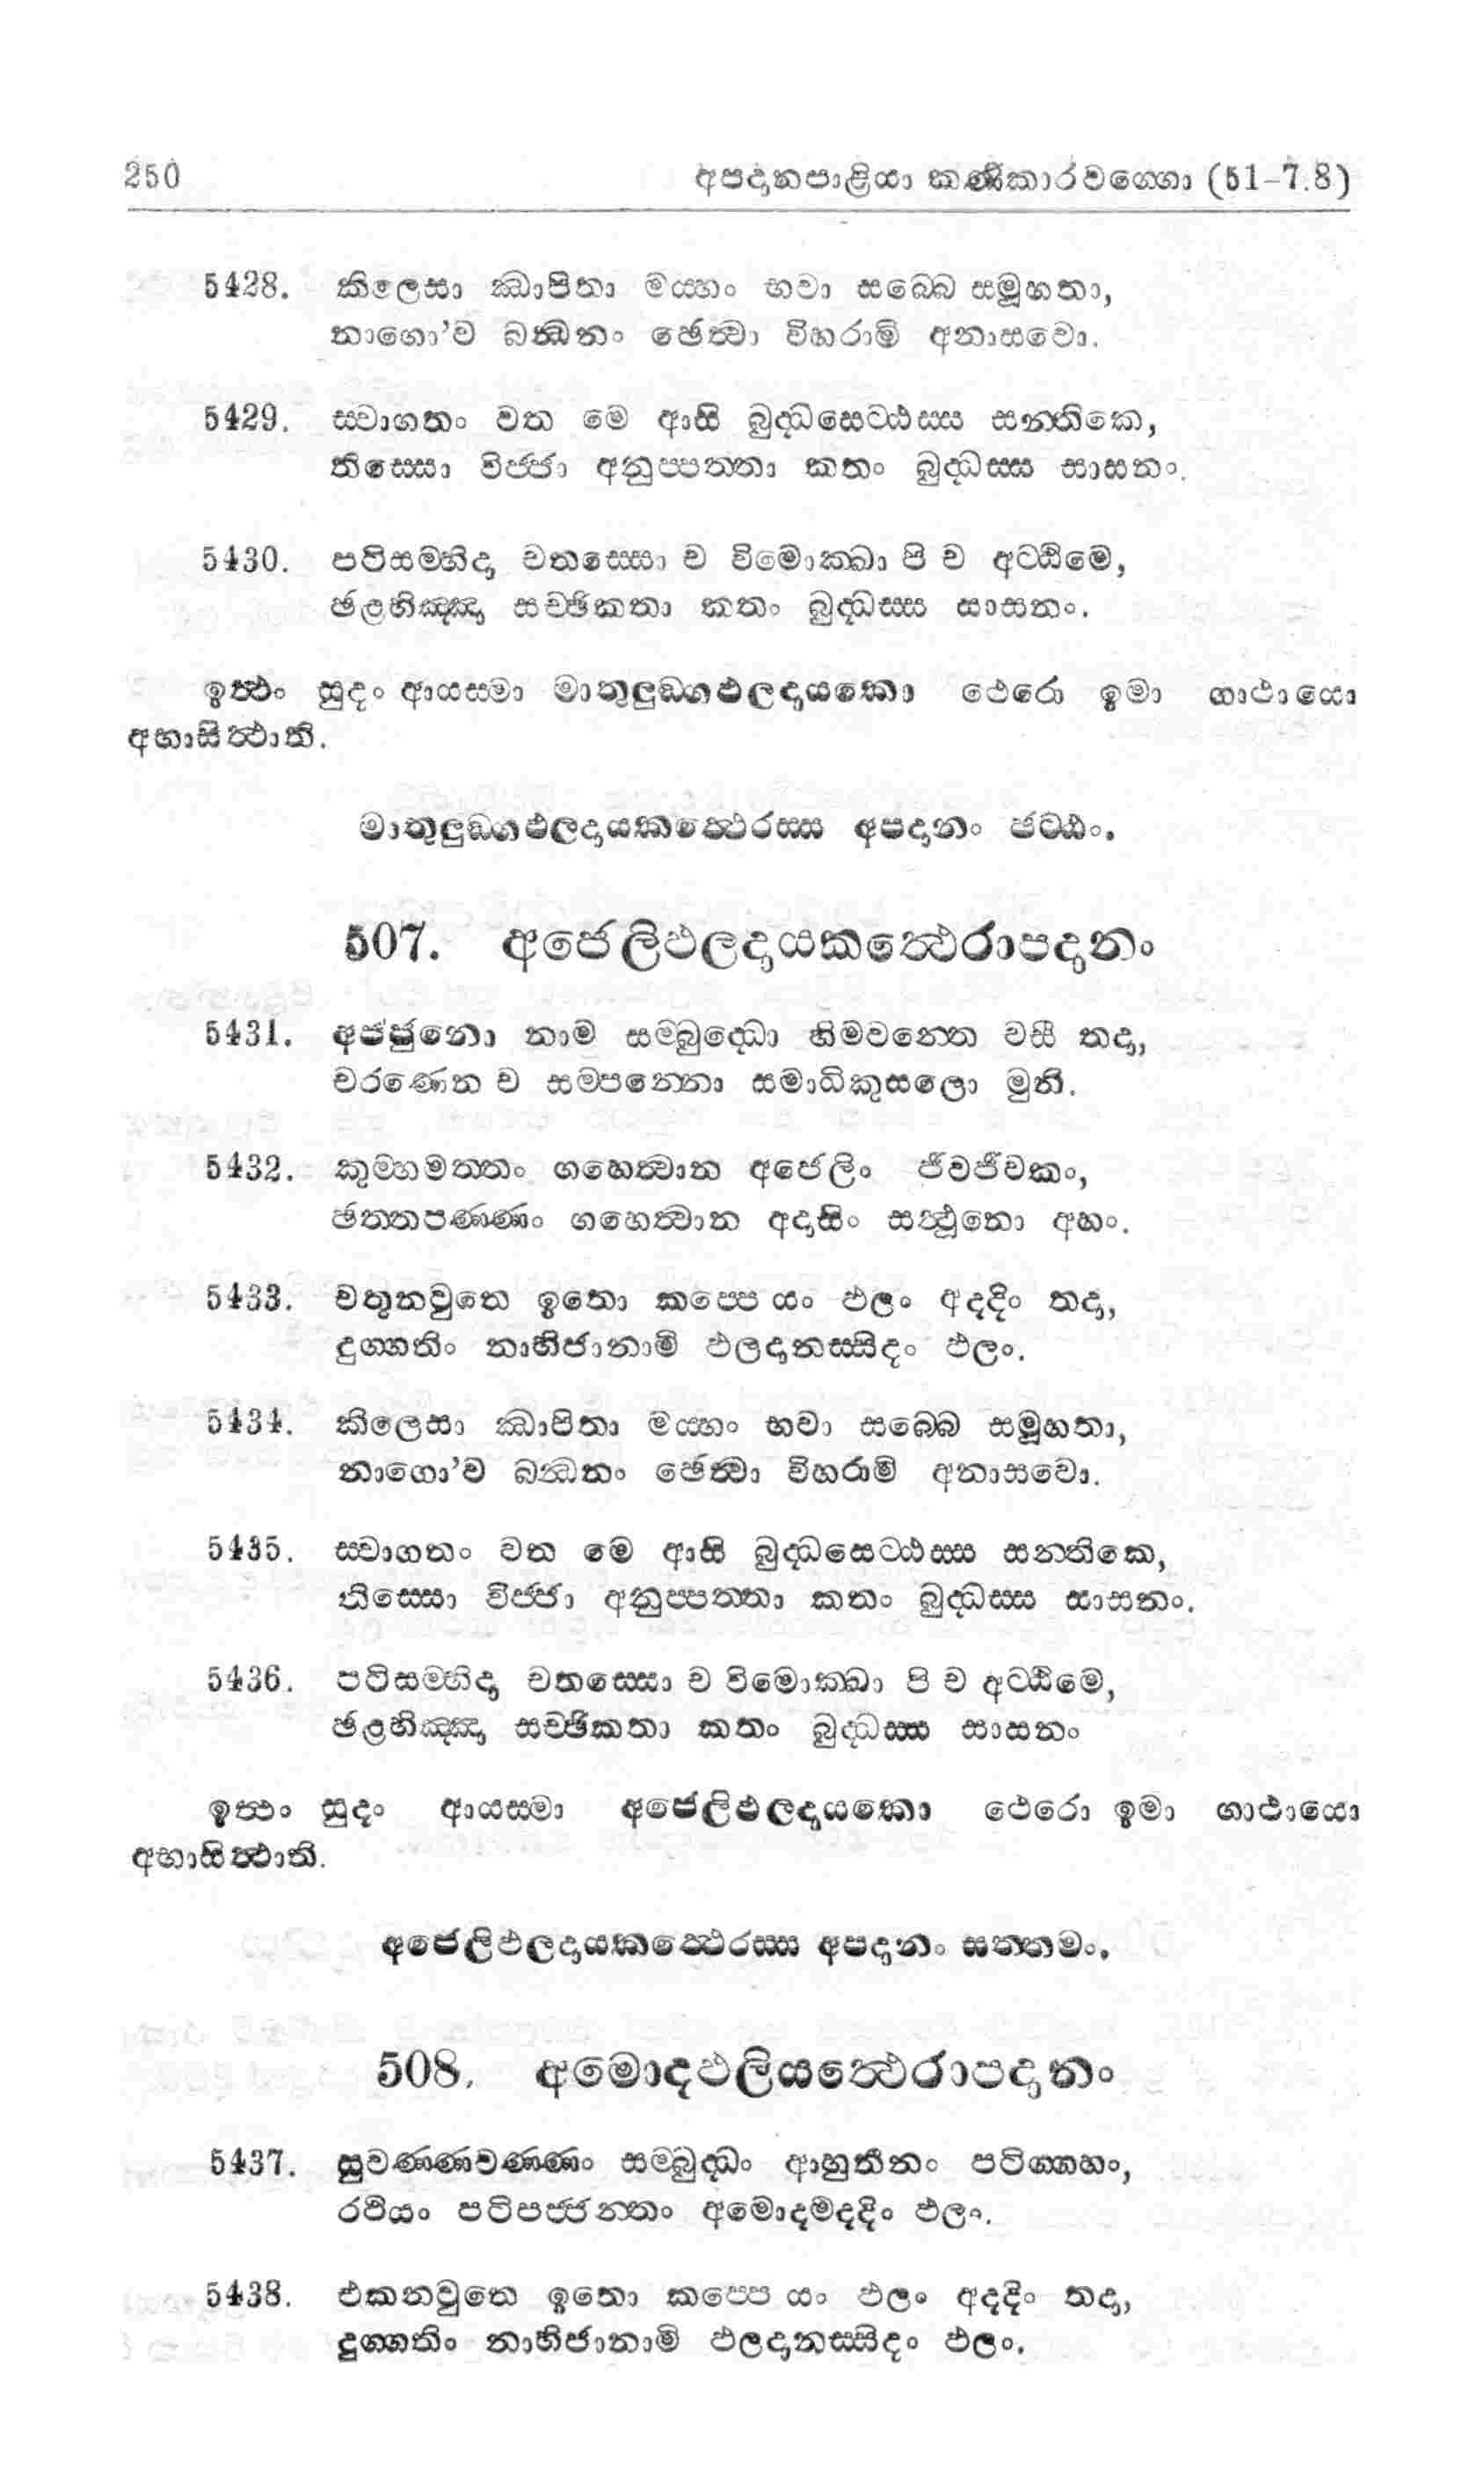 250 අපදානපාළියා කණිකාරවග්ගො (51-7.8)
5428. කිලෙසා ඣාපිතා මය්හං භවා සබ්බෙ සමූහතා,
නාගො'ව බන්ධනං ඡෙත්වා විහරාමි අනාසවො.
5429. ස්වාගතං වත මෙ ආසි බුද්ධසෙට්ඨස්ස සන්තිකෙ,
තිස්සො විජ්ජා අනුප්පත්තා කතං බුද්ධස්ස සාසනං.
5430. පටිසම්භිදා චතස්සො ච විමොක්ඛා පි ච අට්ඨිමෙ,
ඡළභිඤ්ඤා සච්ඡිකතා කතං බුද්ධස්ස සාසනං.
ඉත්ථං සුදං ආයස්මා මාතුලුඞ්ගඵලදායකො ථෙරො ඉමා ගාථායො
අභාසිත්ථාති.
මාතුලුඞ්ගඵලදායකත්ථෙරස්ස අපදානං ඡට්ඨං.
507. අජෙලිඵලදායකත්ථෙරාපදානං
5431. අජ්ජුනො නාම සම්බුද්ධො හිමවන්තෙ වසී තදා,
චරණෙන ච සම්පන්නො සමාධිකුසලො මුනි.
5432. කුම්භමත්තං ගහෙත්වාන අජෙලිං ජීවජීවකං,
ඡත්තපණ්ණං ගහෙත්වාන අදාසිං සත්ථුනො අහං.
5433. චතුනවුතෙ ඉතො කප්පෙ යං ඵලං අදදිං තදා,
දුග්ගතිං නාභිජානාමි ඵලදානස්සිදං ඵලං.
5434. කිලෙසා ඣාපිතා මය්හං භවා සබ්බෙ සමූහතා,
නාගො'ව බන්ධනං ඡෙත්වා විහරාමි අනාසවො.
5435. ස්වාගතං වත මෙ ආසි බුද්ධසෙට්ඨස්ස සන්තිකෙ,
තිස්සො විජ්ජා අනුප්පත්තා කතං බුද්ධස්ස සාසනං.
5436. පටිසම්භිදා චතස්සො ච විමොක්ඛා පි ච අට්ඨිමෙ,
ඡළභිඤ්ඤා සච්ඡිකතා කතං බුද්ධස්ස සාසනං
ඉත්ථං සුදං ආයස්මා අජෙලිඵලදායකො ථෙරො ඉමා ගාථායො
අභාසිත්ථාති.
අජෙලිඵලදායකත්ථෙරස්ස අපදානං සත්තමං.
508. අමොදඵලියත්ථෙරාපදානං
5437. සුවණ්ණවණ්ණං සම්බුද්ධං ආහුතීනං පටිග්ගහං,
රථියං පටිපජ්ජන්තං අමොදමදදිං ඵලං.
5438. එකනවුතෙ ඉතො කප්පෙ යං ඵලං අදදිං තදා,
දුග්ගතිං නාභිජානාමි ඵලදානස්සිදං ඵලං.